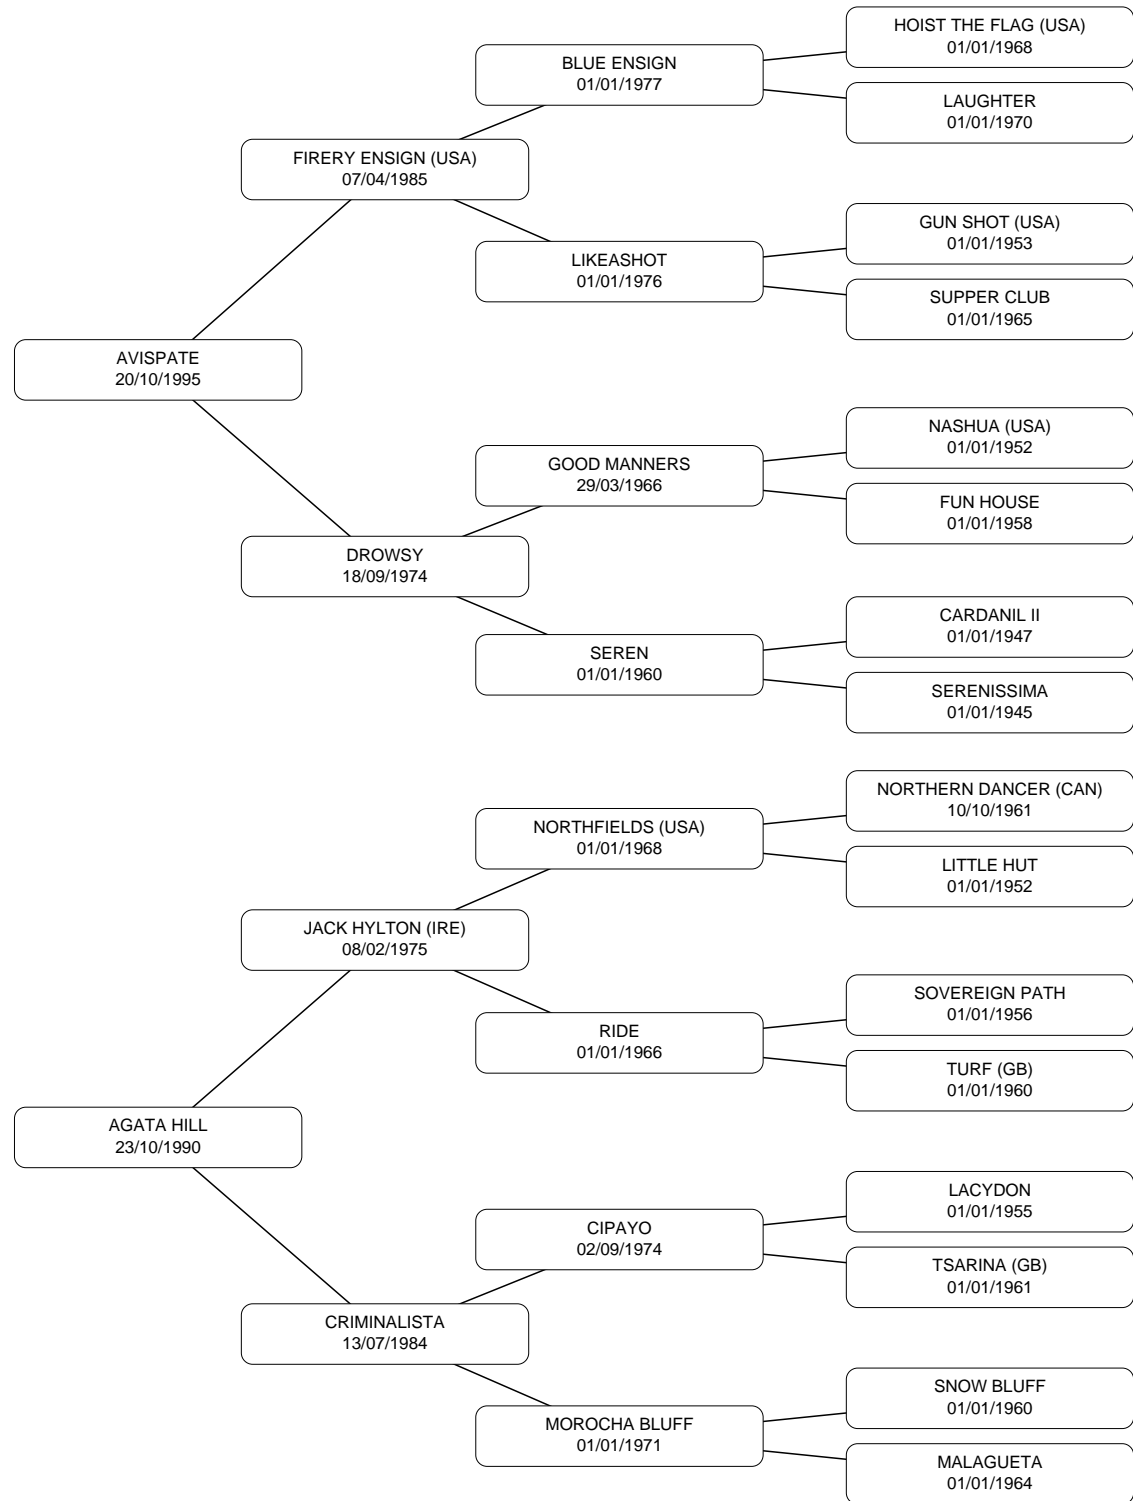 HOIST THE FLAG (USA)
01/01/1968
BLUE ENSIGN
01/01/1977
LAUGHTER
01/01/1970
FIRERY ENSIGN (USA)
07/04/1985
GUN SHOT (USA)
01/01/1953
LIKEASHOT
01/01/1976
SUPPER CLUB
01/01/1965
AVISPATE
20/10/1995
NASHUA (USA)
01/01/1952
GOOD MANNERS
29/03/1966
FUN HOUSE
01/01/1958
DROWSY
18/09/1974
CARDANIL II
01/01/1947
SEREN
01/01/1960
SERENISSIMA
01/01/1945
NORTHERN DANCER (CAN)
10/10/1961
NORTHFIELDS (USA)
01/01/1968
LITTLE HUT
01/01/1952
JACK HYLTON (IRE)
08/02/1975
SOVEREIGN PATH
01/01/1956
RIDE
01/01/1966
TURF (GB)
01/01/1960
AGATA HILL
23/10/1990
LACYDON
01/01/1955
CIPAYO
02/09/1974
TSARINA (GB)
01/01/1961
CRIMINALISTA
13/07/1984
SNOW BLUFF
01/01/1960
MOROCHA BLUFF
01/01/1971
MALAGUETA
01/01/1964